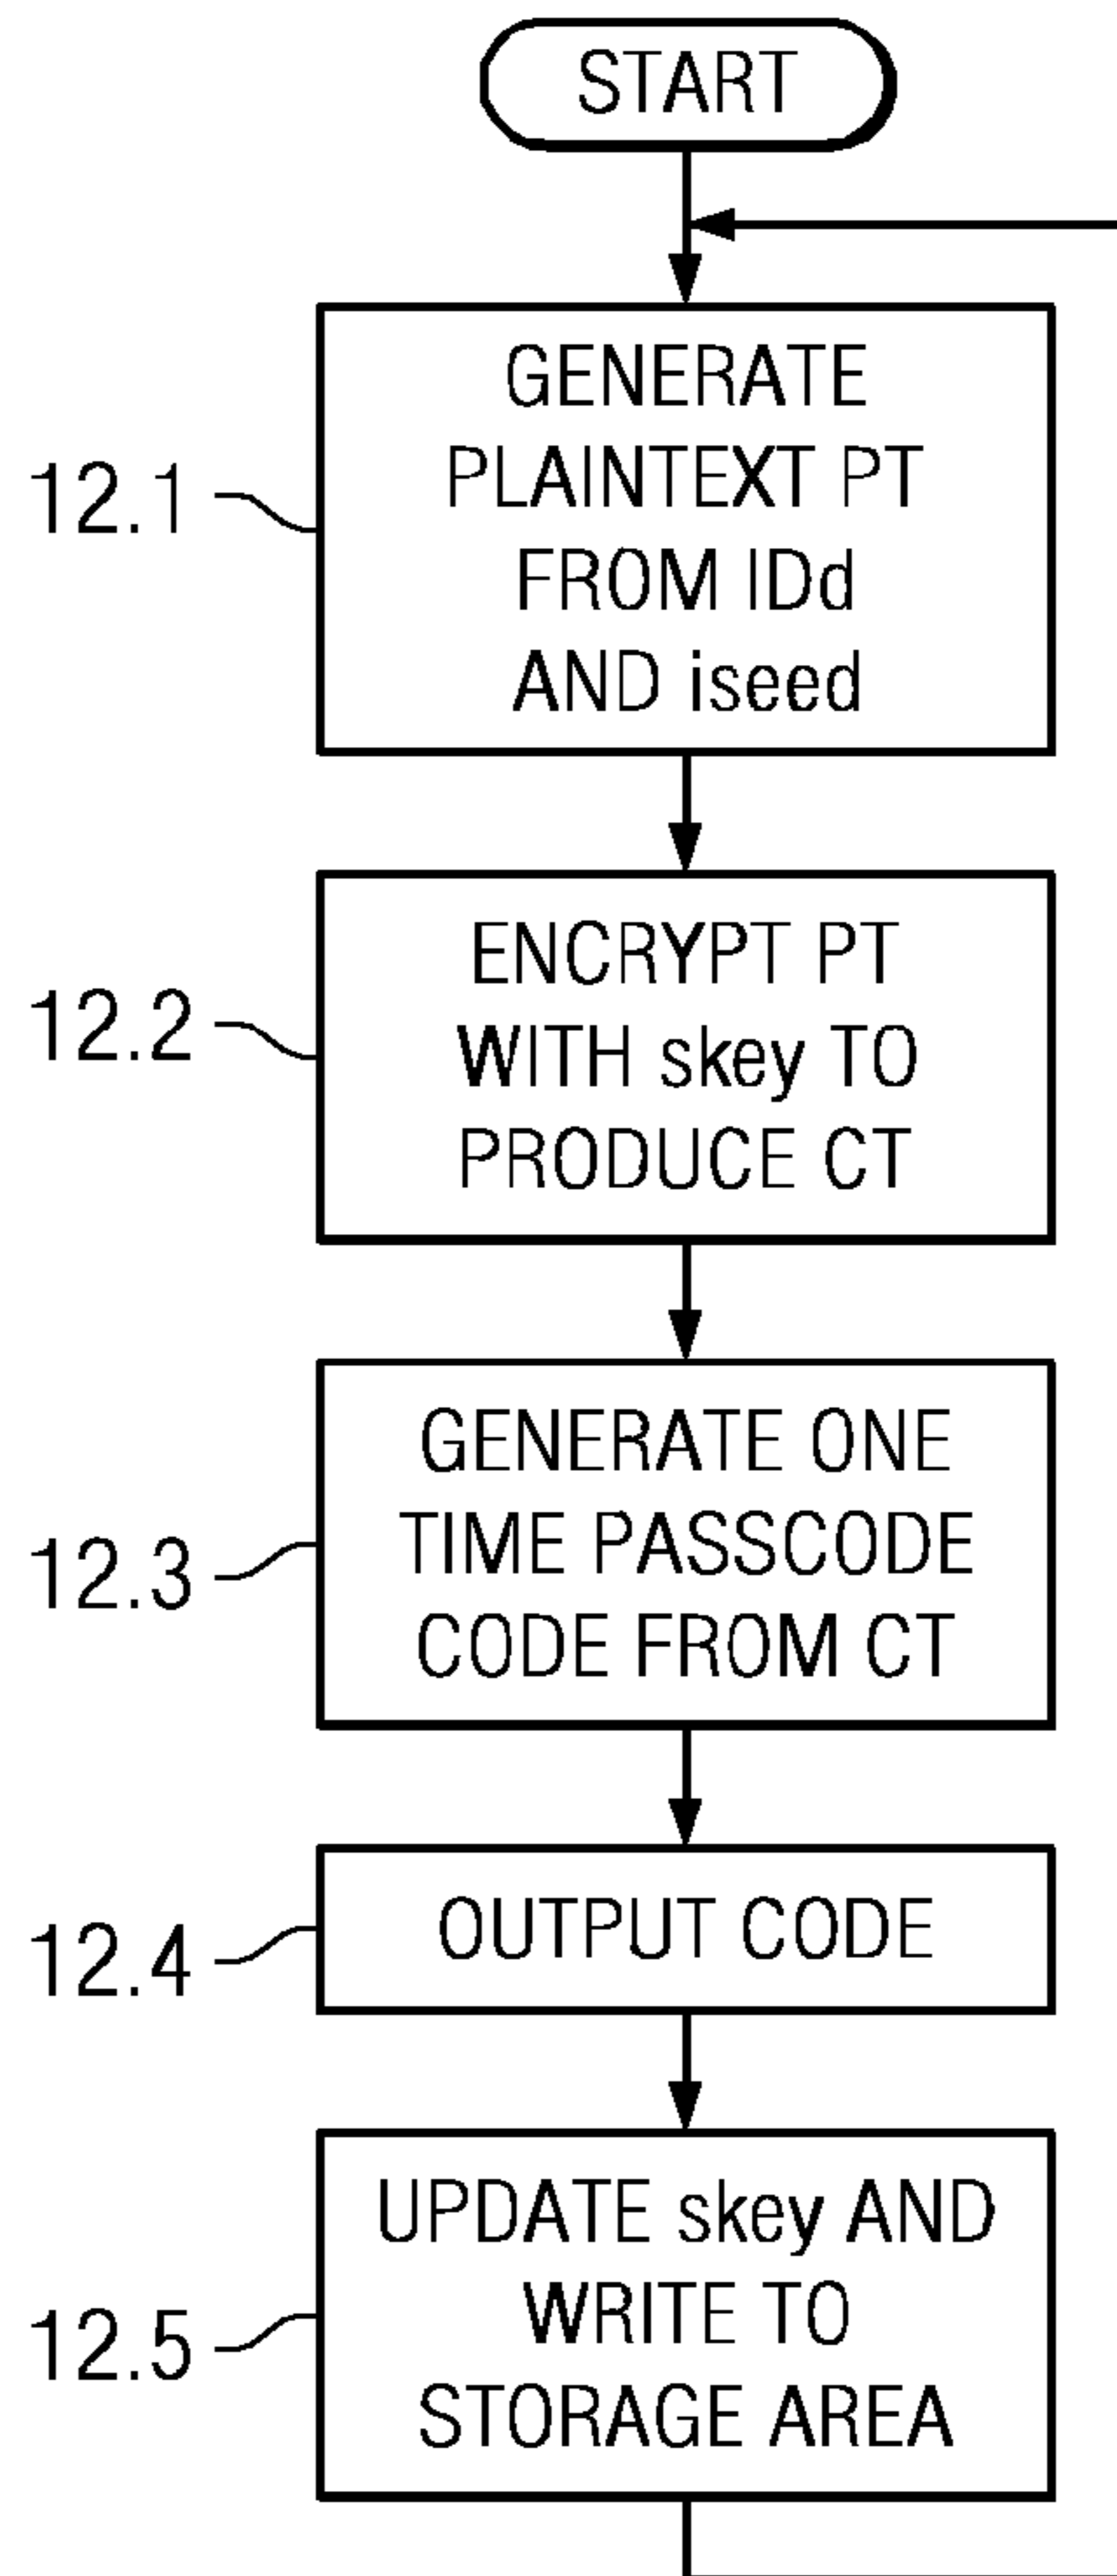 START
GENERATE
PLAINTEXT PT
FROM IDd
AND iseed
12.1
ENCRYPT PT
WITH skey TO
PRODUCE CT
12.2
GENERATE ONE
TIME PASSCODE
CODE FROM CT
12.3
OUTPUT CODE
12.4
UPDATE skey AND
WRITE TO
STORAGE AREA
12.5